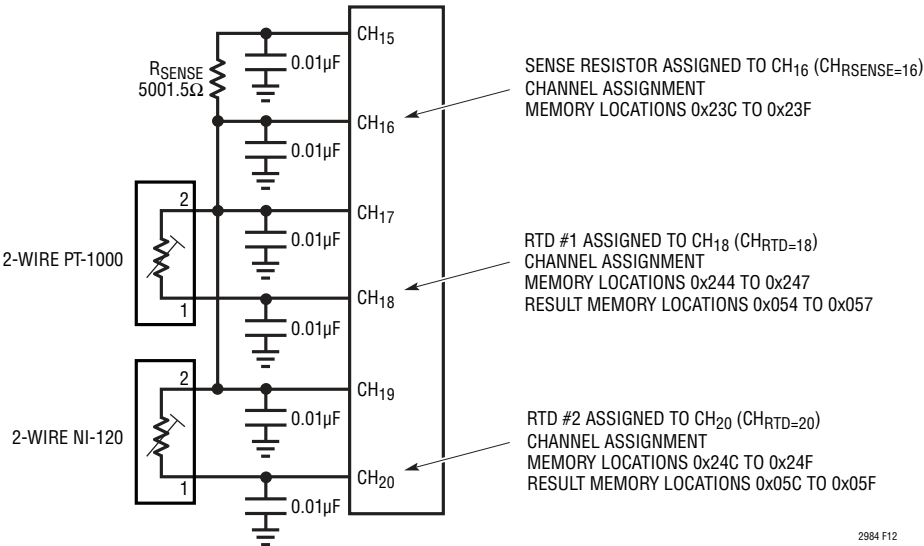 CH15
RSENSE
5001.5Ω
0.01µF
SENSE RESISTOR ASSIGNED TO CH16 (CHRSENSE=16)
CHANNEL ASSIGNMENT
MEMORY LOCATIONS 0x23C TO 0x23F
CH16
0.01µF
2
CH17
2-WIRE PT-1000
0.01µF
RTD #1 ASSIGNED TO CH18 (CHRTD=18)
CHANNEL ASSIGNMENT
MEMORY LOCATIONS 0x244 TO 0x247
RESULT MEMORY LOCATIONS 0x054 TO 0x057
1
CH18
0.01µF
2
CH19
2-WIRE NI-120
0.01µF
RTD #2 ASSIGNED TO CH20 (CHRTD=20)
CHANNEL ASSIGNMENT
MEMORY LOCATIONS 0x24C TO 0x24F
RESULT MEMORY LOCATIONS 0x05C TO 0x05F
1
CH20
0.01µF
2984 F12